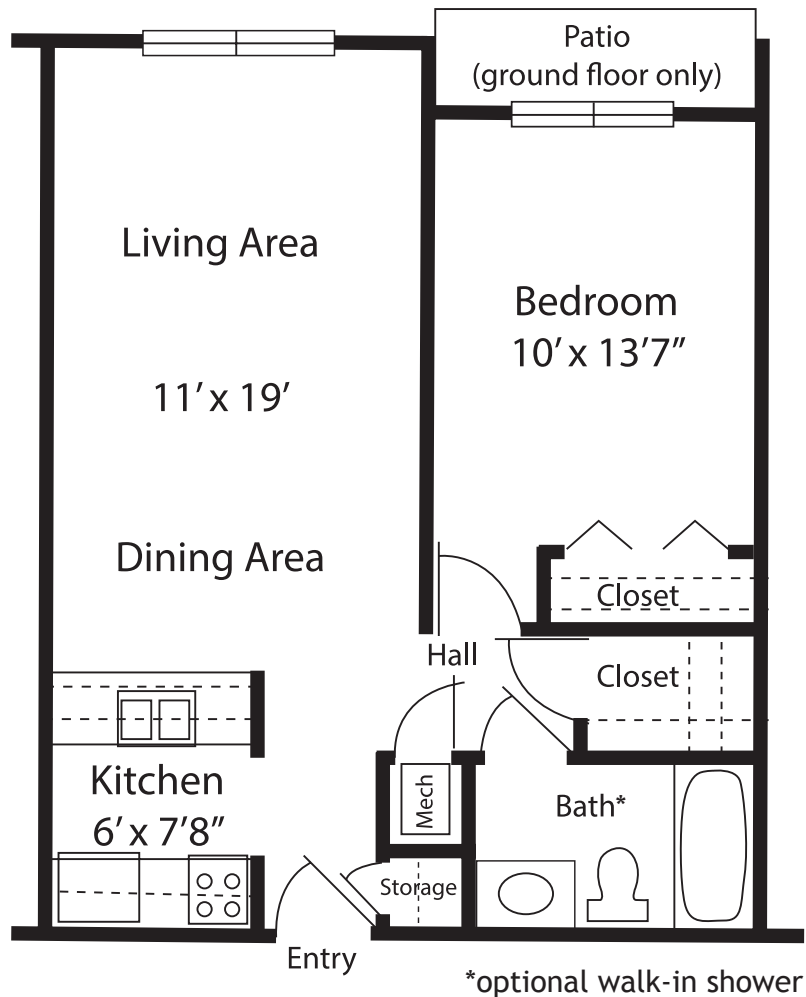 Patio
(ground floor only)
Living Area
Bedroom
10’ x 13’7”
11’ x 19’
Dining Area
Closet
Hall
Closet
Kitchen
6’ x 7’8”
Mech
Bath*
Storage
Entry
*optional walk-in shower